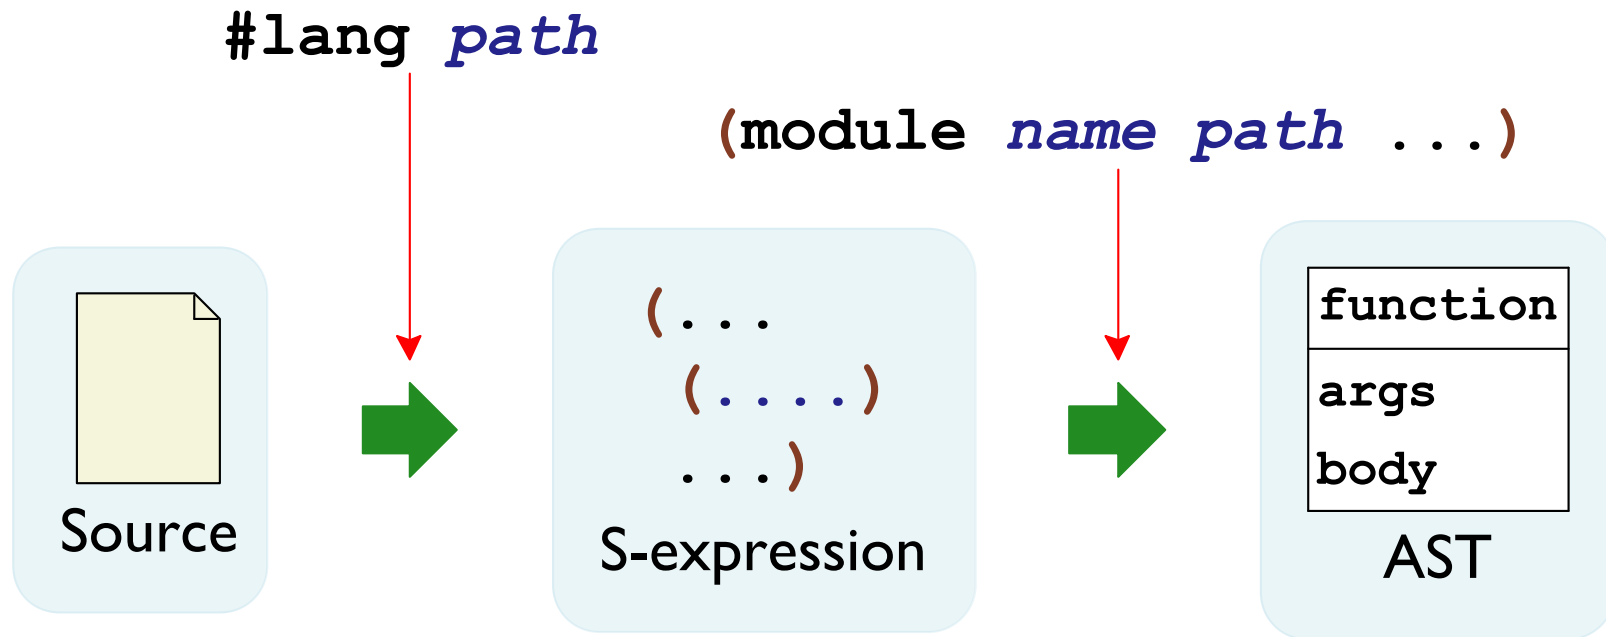 #lang path
(module name path ...)
(...
(....)
...)
function
args
body
Source
S-expression
AST